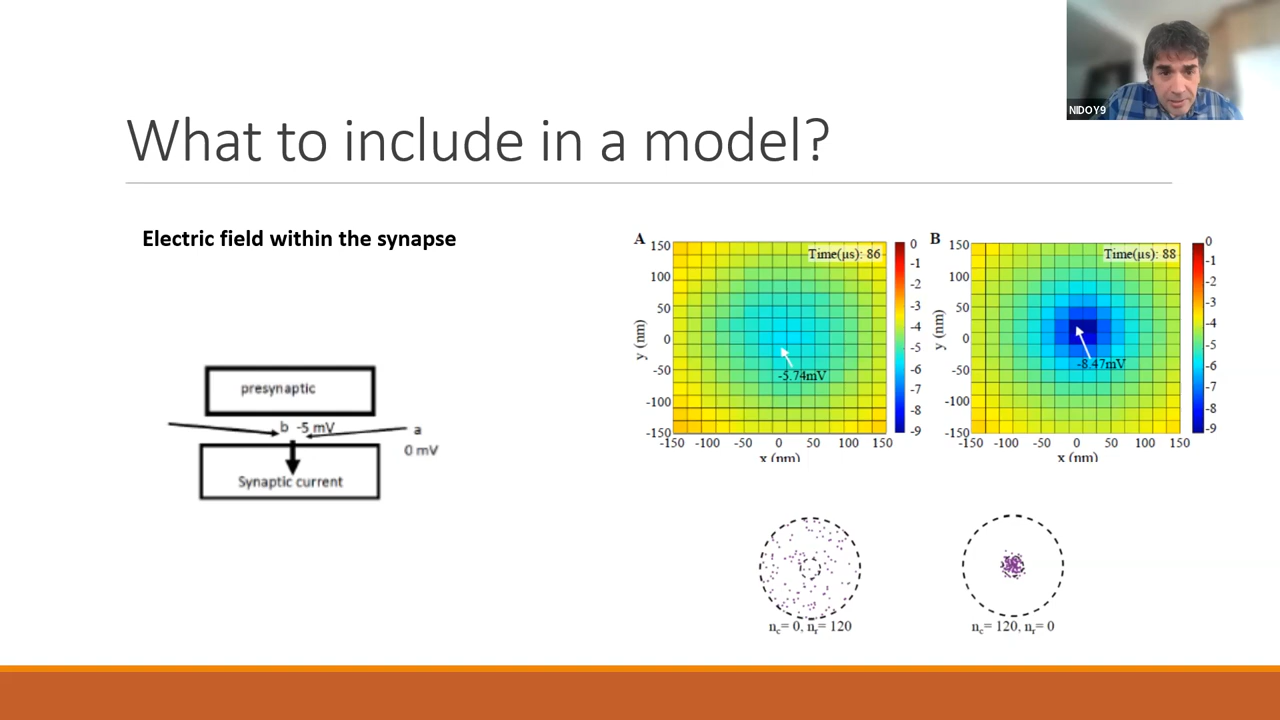 NIDOY9
What to include in a model?
Electric field within the synapse
presynaptic
b -5 mV
a
0 mV
Synaptic current
A
150
100
50
0
-50
-100
-150
y (nm)
Time(μs): 86
-5.74mV
-150 -100 -50 0 50 100 150
x (nm)
0
-1
-2
-3
-4
-5
-6
-7
-8
-9
B
150
100
50
0
-50
-100
-150
y (nm)
Time(μs): 88
-8.47mV
-150 -100 -50 0 50 100 150
x (nm)
0
-1
-2
-3
-4
-5
-6
-7
-8
-9
nc= 0, nr= 120
nc= 120, nr= 0